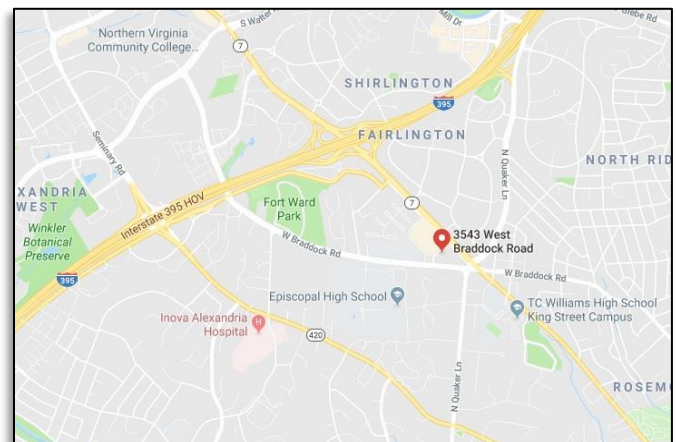 S Walter
Mill Dr
Glebe Rd
Northern Virginia
Community College...
7
SHIRLINGTON
395
FAIRLINGTON
Seminary Rd
N Quaker Ln
NORTH RID
XANDRIA
WEST
Interstate 395 HOV
Fort Ward
Park
7
Winkler
Botanical
Preserve
3543 West
Braddock Road
W Braddock Rd
W Braddock Rd
395
Episcopal High School
TC Williams High School
King Street Campus
Inova Alexandria
Hospital
420
N Quaker Ln
ROSEM